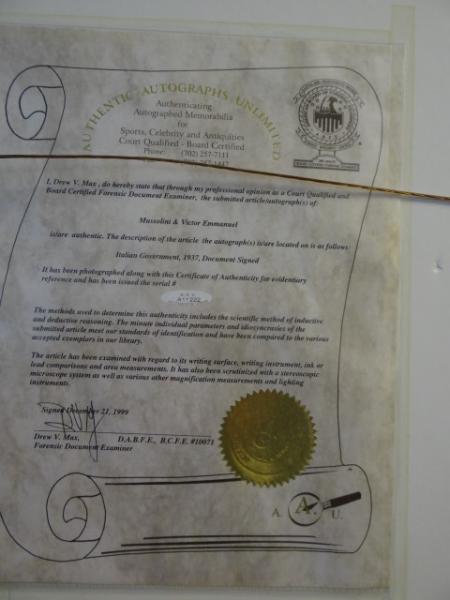 AUTHENTIC AUTOGRAPHS UNLIMITED
Authenticating
Autographed Memorabilia
for
Sports, Celebrity and Antiquities
Court Qualified - Board Certified
Phone: (702) 257-7111
I, Drew V. Max, do hereby state that through my professional opinion as a Court Qualified and
Board Certified Forensic Document Examiner, the submitted article/autograph(s) of:
Mussolini & Victor Emmanuel
is/are authentic. The description of the article the autograph(s) is/are located on is as follows:
Italian Government, 1937, Document Signed
It has been photographed along with this Certificate of Authenticity for evidentiary
reference and has been issued the serial #
A11222
The methods used to determine this authenticity includes the scientific method of inductive
and deductive reasoning. The minute individual parameters and idiosyncrasies of the
submitted article meet our standards of identification and have been compared to the various
accepted exemplars in our library.
The article has been examined with regard to its writing surface, writing instrument, ink or
lead comparisons and area measurements. It has also been scrutinized with a stereoscopic
microscope system as well as various other magnification measurements and lighting
instruments.
Signed December 21, 1999
Drew V. Max, D.A.B.F.E., B.C.F.E. #10071
Forensic Document Examiner
A. A. U.